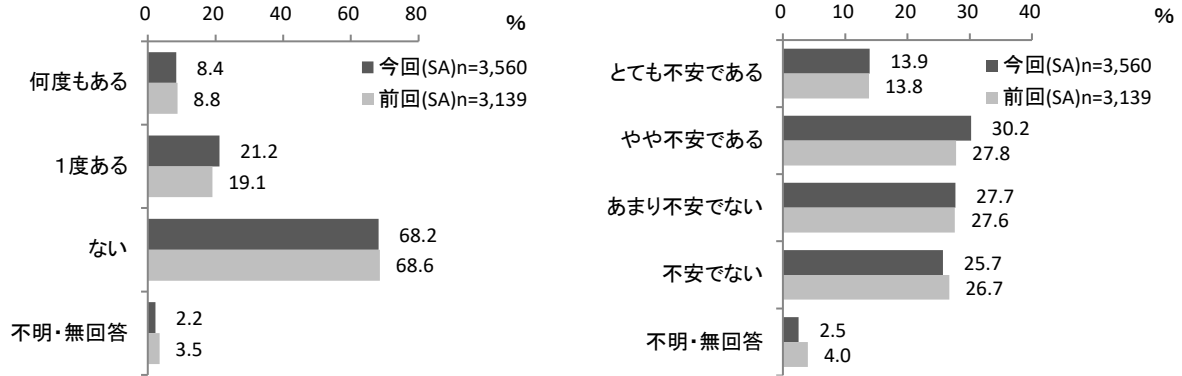 0 20 40 60 80 %
■今回(SA)n=3,560
■前回(SA)n=3,139
何度もある 8.4
8.8
１度ある 21.2
19.1
ない 68.2
68.6
不明・無回答 2.2
3.5
0 10 20 30 40 %
■今回(SA)n=3,560
■前回(SA)n=3,139
とても不安である 13.9
13.8
やや不安である 30.2
27.8
あまり不安でない 27.7
27.6
不安でない 25.7
26.7
不明・無回答 2.5
4.0